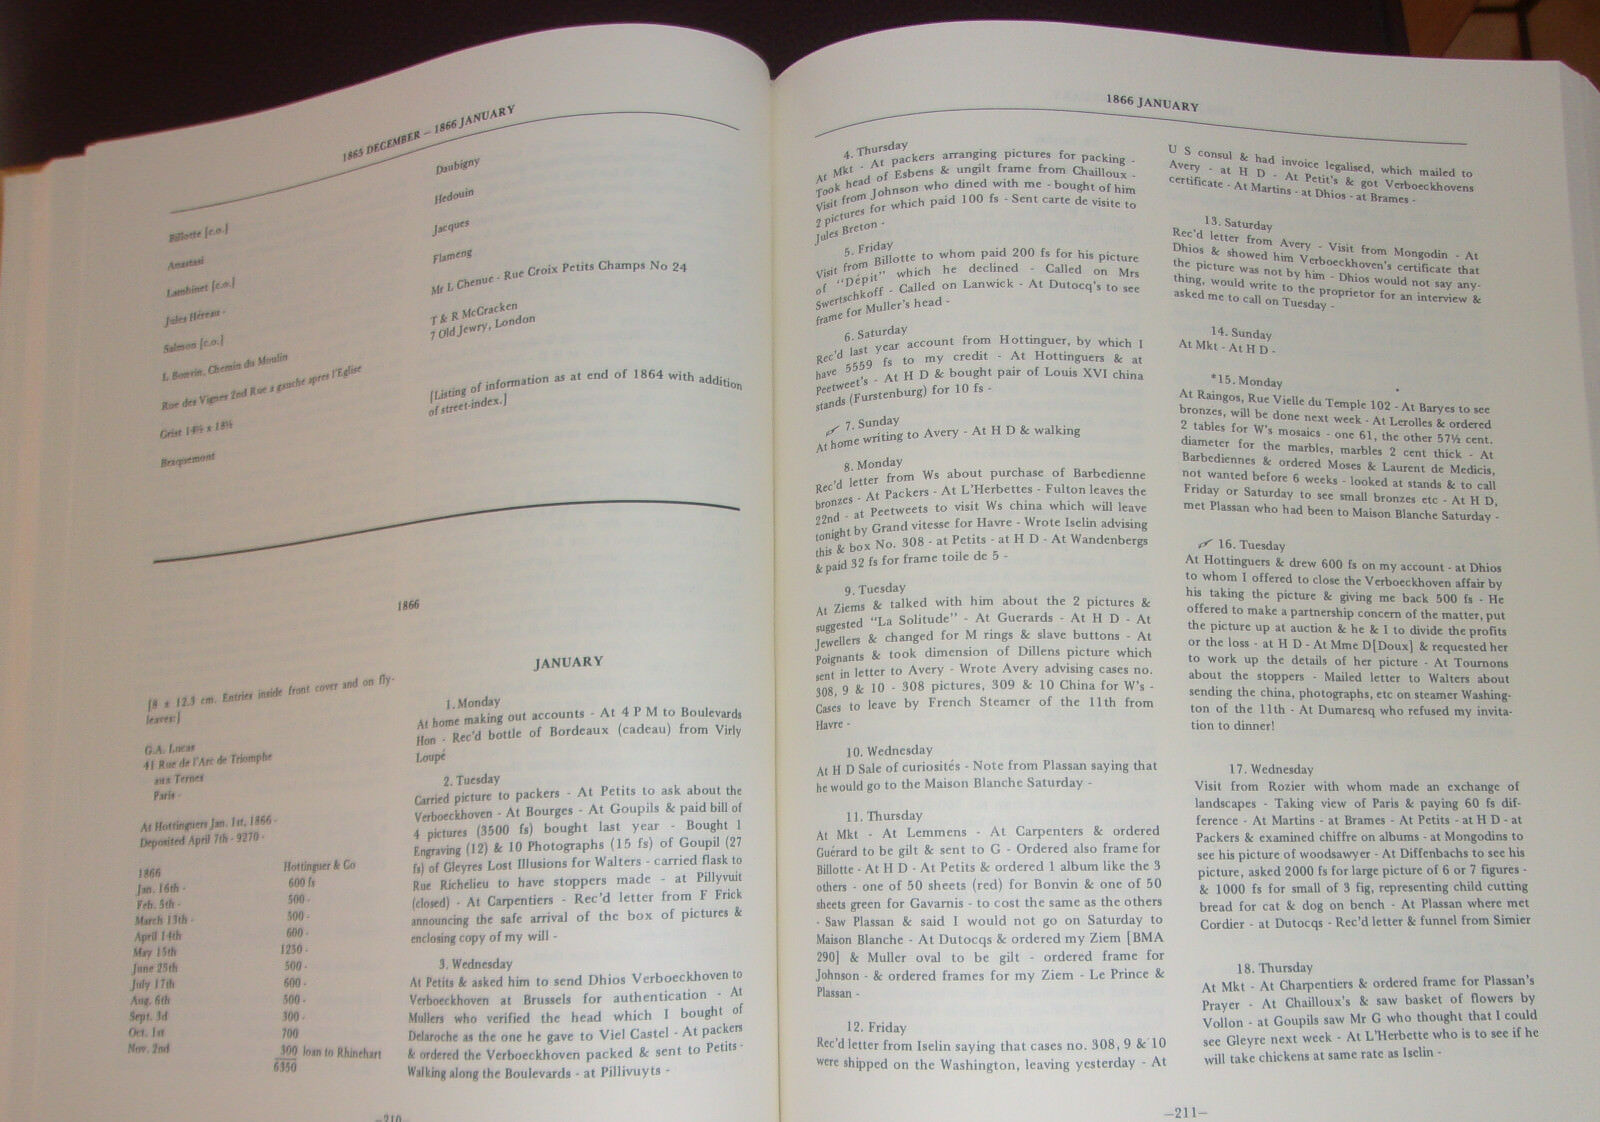 1865 DECEMBER – 1866 JANUARY
Billotte [c.o.]
Anastasi
Lambinet [c.o.]
Jules Héreau -
Salmon [c.o.]
L Bonvin, Chemin du Moulin
Rue des Vignes 2nd Rue a gauche apres l'Eglise
Grist 14½ x 18½
Braquemont
Daubigny
Hedouin
Jacques
Flameng
Mr L Chenue - Rue Croix Petits Champs No 24
T & R McCracken
7 Old Jewry, London
[Listing of information as at end of 1864 with addition
of street-index.]
1866
[8 x 12.3 cm. Entries inside front cover and on fly-
leaves:]
G.A. Lucas
41 Rue de l'Arc de Triomphe
aux Ternes
Paris -
At Hottinguers Jan. 1st, 1866 -
Deposited April 7th - 9270 -
1866 Hottinguer & Co
Jan. 16th - 600 fs
Feb. 5th - 500 -
March 13th - 500 -
April 14th 600 -
May 15th 1250 -
June 25th 500 -
July 17th 600 -
Aug. 6th 500 -
Sept. 3d 300 -
Oct. 1st 700
Nov. 2nd 300 loan to Rhinehart
6350
JANUARY
1. Monday
At home making out accounts - At 4 P M to Boulevards
Hon - Rec'd bottle of Bordeaux (cadeau) from Virly
Loupé
2. Tuesday
Carried picture to packers - At Petits to ask about the
Verboeckhoven - At Bourges - At Goupils & paid bill of
4 pictures (3500 fs) bought last year - Bought 1
Engraving (12) & 10 Photographs (15 fs) of Goupil (27
fs) of Gleyres Lost Illusions for Walters - carried flask to
Rue Richelieu to have stoppers made - at Pillyvuit
(closed) - At Carpentiers - Rec'd letter from F Frick
announcing the safe arrival of the box of pictures &
enclosing copy of my will -
3. Wednesday
At Petits & asked him to send Dhios Verboeckhoven to
Verboeckhoven at Brussels for authentication - At
Mullers who verified the head which I bought of
Delaroche as the one he gave to Viel Castel - At packers
& ordered the Verboeckhoven packed & sent to Petits -
Walking along the Boulevards - at Pillivuyts -
–210–
1866 JANUARY
4. Thursday
At Mkt - At packers arranging pictures for packing -
Took head of Esbens & ungilt frame from Chailloux -
Visit from Johnson who dined with me - bought of him
2 pictures for which paid 100 fs - Sent carte de visite to
Jules Breton -
5. Friday
Visit from Billotte to whom paid 200 fs for his picture
of "Dépit" which he declined - Called on Mrs
Swertschkoff - Called on Lanwick - At Dutocq's to see
frame for Muller's head -
6. Saturday
Rec'd last year account from Hottinguer, by which I
have 5559 fs to my credit - At Hottinguers & at
Peetweet's - At H D & bought pair of Louis XVI china
stands (Furstenburg) for 10 fs -
7. Sunday
At home writing to Avery - At H D & walking
8. Monday
Rec'd letter from Ws about purchase of Barbedienne
bronzes - At Packers - At L'Herbettes - Fulton leaves the
22nd - at Peetweets to visit Ws china which will leave
tonight by Grand vitesse for Havre - Wrote Iselin advising
this & box No. 308 - at Petits - at H D - At Wandenbergs
& paid 32 fs for frame toile de 5 -
9. Tuesday
At Ziems & talked with him about the 2 pictures &
suggested "La Solitude" - At Guerards - At H D - At
Jewellers & changed for M rings & slave buttons - At
Poignants & took dimension of Dillens picture which
sent in letter to Avery - Wrote Avery advising cases no.
308, 9 & 10 - 308 pictures, 309 & 10 China for W's -
Cases to leave by French Steamer of the 11th from
Havre -
10. Wednesday
At H D Sale of curiosités - Note from Plassan saying that
he would go to the Maison Blanche Saturday -
11. Thursday
At Mkt - At Lemmens - At Carpenters & ordered
Guérard to be gilt & sent to G - Ordered also frame for
Billotte - At H D - At Petits & ordered 1 album like the 3
others - one of 50 sheets (red) for Bonvin & one of 50
sheets green for Gavarnis - to cost the same as the others
- Saw Plassan & said I would not go on Saturday to
Maison Blanche - At Dutocqs & ordered my Ziem [BMA
290] & Muller oval to be gilt - ordered frame for
Johnson - & ordered frames for my Ziem - Le Prince &
Plassan -
12. Friday
Rec'd letter from Iselin saying that cases no. 308, 9 & 10
were shipped on the Washington, leaving yesterday - At
U S consul & had invoice legalised, which mailed to
Avery - at H D - At Petit's & got Verboeckhovens
certificate - At Martins - at Dhios - at Brames -
13. Saturday
Rec'd letter from Avery - Visit from Mongodin - At
Dhios & showed him Verboeckhoven's certificate that
the picture was not by him - Dhios would not say any-
thing, would write to the proprietor for an interview &
asked me to call on Tuesday -
14. Sunday
At Mkt - At H D -
*15. Monday
At Raingos, Rue Vielle du Temple 102 - At Baryes to see
bronzes, will be done next week - At Lerolles & ordered
2 tables for W's mosaics - one 61, the other 57½ cent.
diameter for the marbles, marbles 2 cent thick - At
Barbediennes & ordered Moses & Laurent de Medicis,
not wanted before 6 weeks - looked at stands & to call
Friday or Saturday to see small bronzes etc - At H D,
met Plassan who had been to Maison Blanche Saturday -
16. Tuesday
At Hottinguers & drew 600 fs on my account - at Dhios
to whom I offered to close the Verboeckhoven affair by
his taking the picture & giving me back 500 fs - He
offered to make a partnership concern of the matter, put
the picture up at auction & he & I to divide the profits
or the loss - at H D - At Mme D[Doux] & requested her
to work up the details of her picture - At Tournons
about the stoppers - Mailed letter to Walters about
sending the china, photographs, etc on steamer Washing-
ton of the 11th - At Dumaresq who refused my invita-
tion to dinner!
17. Wednesday
Visit from Rozier with whom made an exchange of
landscapes - Taking view of Paris & paying 60 fs dif-
ference - At Martins - at Brames - At Petits - at H D - at
Packers & examined chiffre on albums - at Mongodins to
see his picture of woodsawyer - At Diffenbachs to see his
picture, asked 2000 fs for large picture of 6 or 7 figures -
& 1000 fs for small of 3 fig, representing child cutting
bread for cat & dog on bench - At Plassan where met
Cordier - at Dutocqs - Rec'd letter & funnel from Simier
18. Thursday
At Mkt - At Charpentiers & ordered frame for Plassan's
Prayer - At Chailloux's & saw basket of flowers by
Vollon - at Goupils saw Mr G who thought that I could
see Gleyre next week - At L'Herbette who is to see if he
will take chickens at same rate as Iselin -
–211–